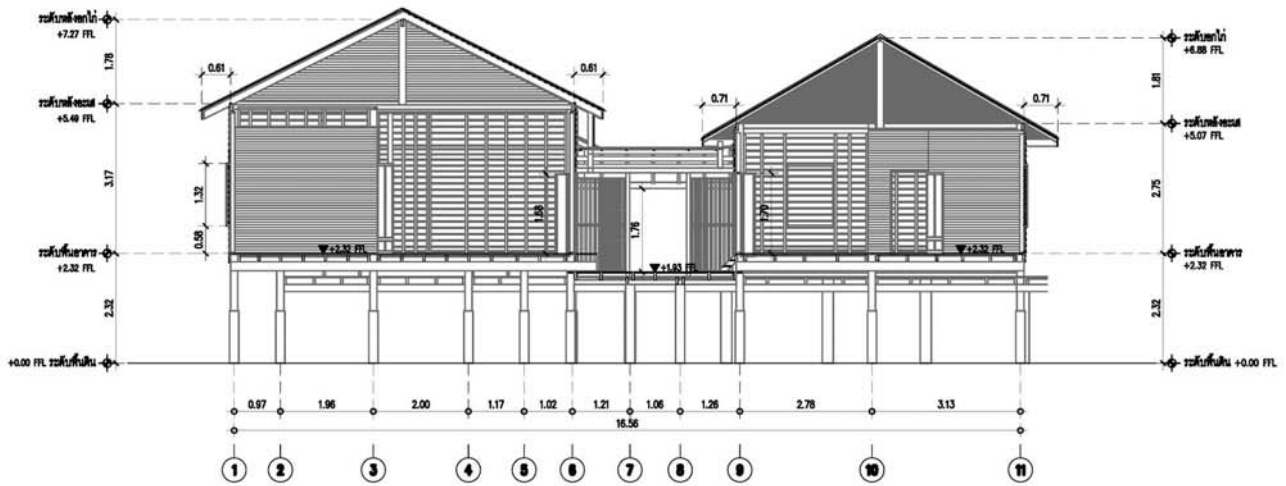 ระดับหลังอกไก่
+7.27 FFL
ระดับอกไก่
+6.88 FFL
1.78
0.61
0.61
1.81
0.71
0.71
ระดับหลังอะเส
+5.49 FFL
ระดับหลังอะเส
+5.07 FFL
3.17
1.32
0.58
1.58
1.76
1.70
2.75
ระดับพื้นอาคาร
+2.32 FFL
+2.32 FFL
+1.93 FFL
+2.32 FFL
ระดับพื้นอาคาร
+2.32 FFL
2.32
2.32
+0.00 FFL ระดับพื้นดิน
ระดับพื้นดิน +0.00 FFL
0.97 1.96 2.00 1.17 1.02 1.21 1.06 1.26 2.78 3.13
16.56
1 2 3 4 5 6 7 8 9 10 11